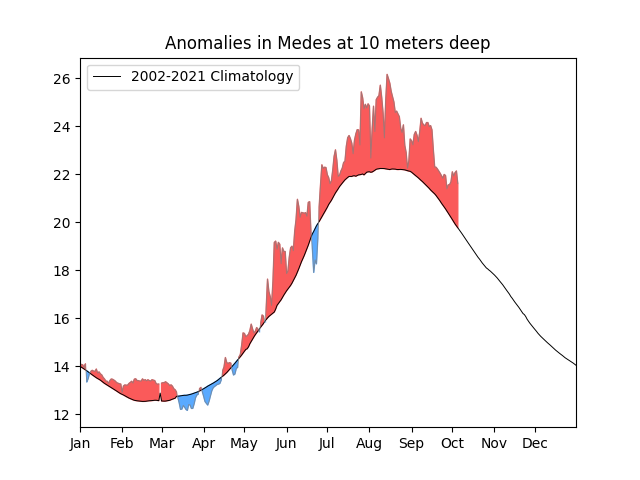 Anomalies in Medes at 10 meters deep
2002-2021 Climatology
26
24
22
20
18
16
14
12
Jan Feb Mar Apr May Jun Jul Aug Sep Oct Nov Dec